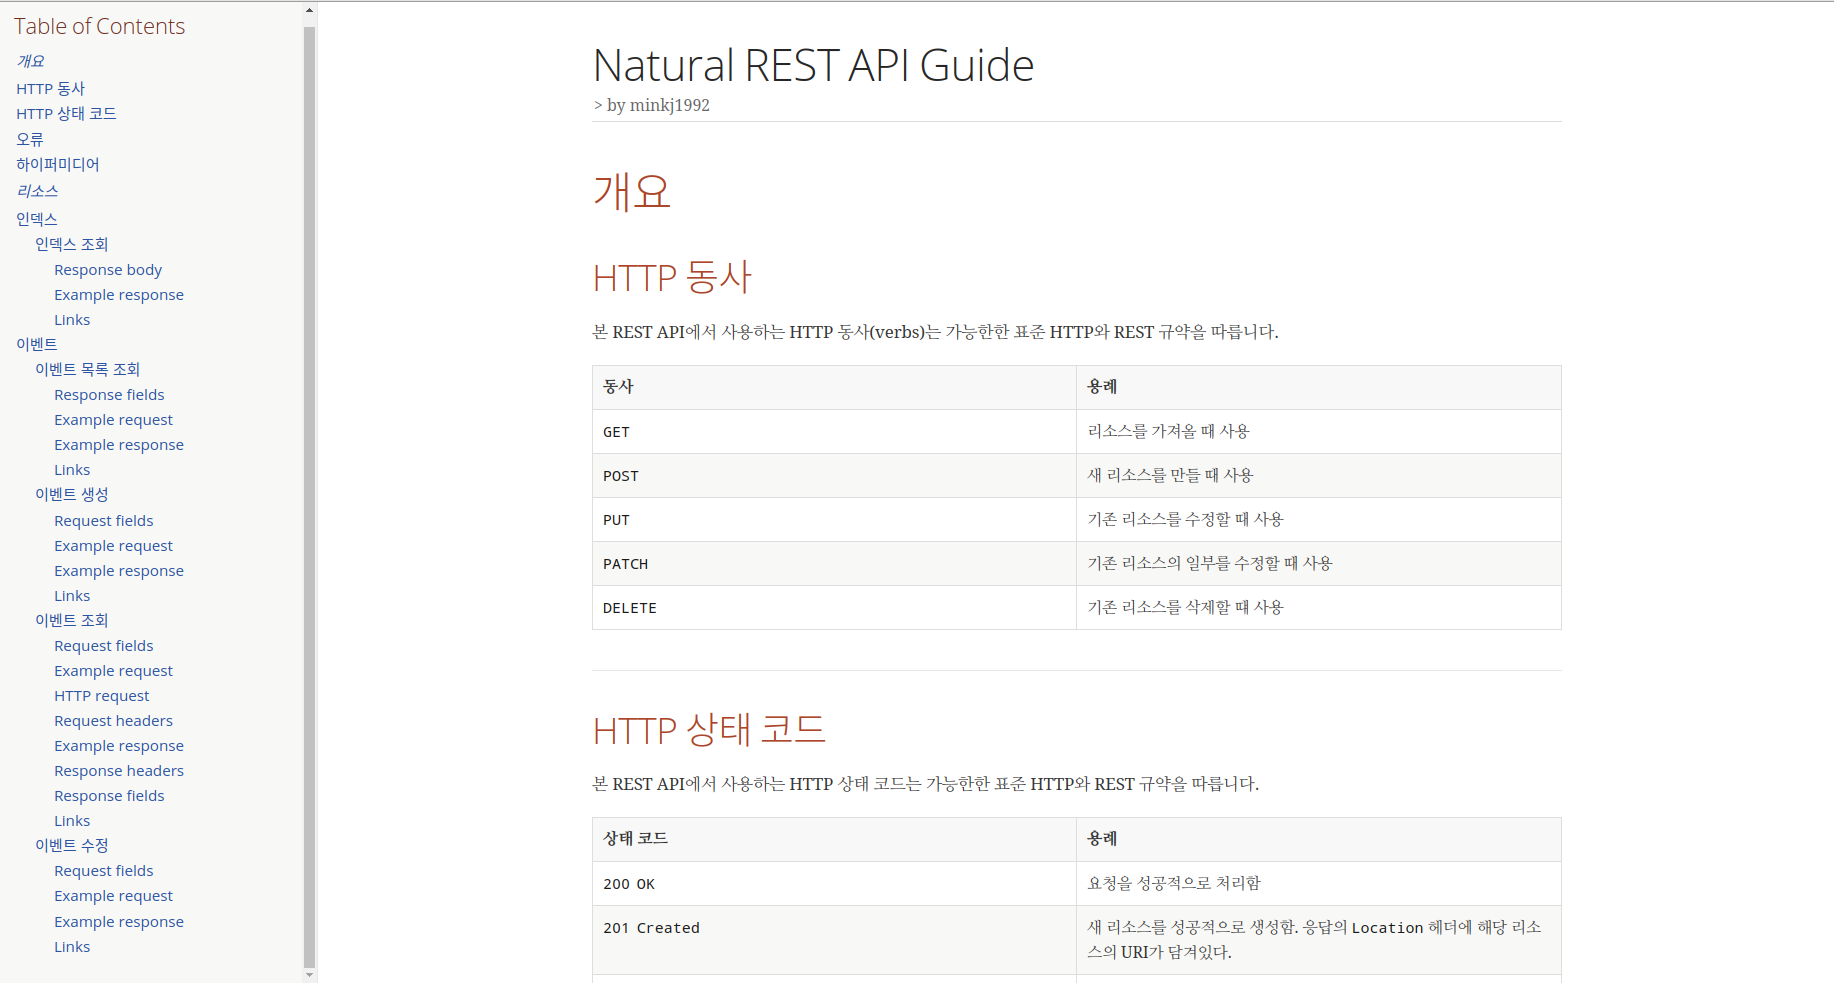 Table of Contents
개요
HTTP 동사
HTTP 상태 코드
오류
하이퍼미디어
리소스
인덱스
인덱스 조회
Response body
Example response
Links
이벤트
이벤트 목록 조회
Response fields
Example request
Example response
Links
이벤트 생성
Request fields
Example request
Example response
Links
이벤트 조회
Request fields
Example request
HTTP request
Request headers
Example response
Response headers
Response fields
Links
이벤트 수정
Request fields
Example request
Example response
Links
Natural REST API Guide
> by minkj1992
개요
HTTP 동사
본 REST API에서 사용하는 HTTP 동사(verbs)는 가능한한 표준 HTTP와 REST 규약을 따릅니다.
동사 용례
GET 리소스를 가져올 때 사용
POST 새 리소스를 만들 때 사용
PUT 기존 리소스를 수정할 때 사용
PATCH 기존 리소스의 일부를 수정할 때 사용
DELETE 기존 리소스를 삭제할 때 사용
HTTP 상태 코드
본 REST API에서 사용하는 HTTP 상태 코드는 가능한한 표준 HTTP와 REST 규약을 따릅니다.
상태 코드 용례
200 OK 요청을 성공적으로 처리함
201 Created 새 리소스를 성공적으로 생성함. 응답의 Location 헤더에 해당 리소
스의 URI가 담겨있다.